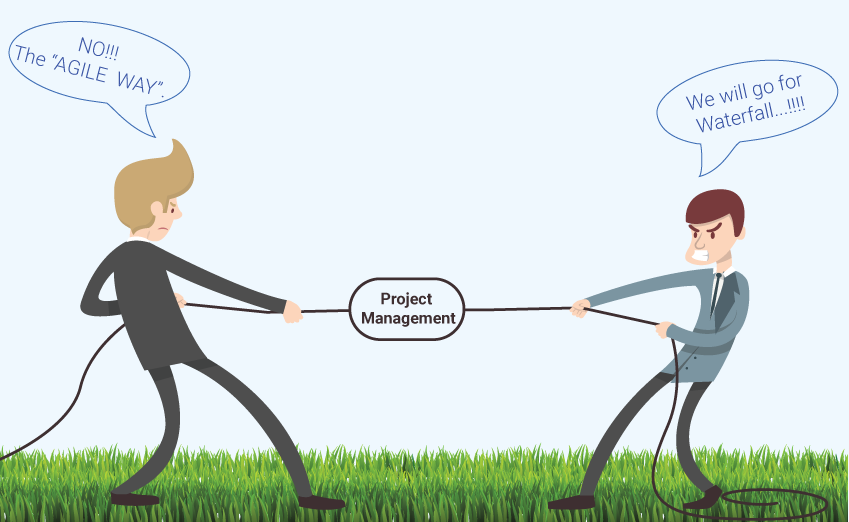 NO!!!
The “AGILE WAY”.
We will go for
Waterfall...!!!!
Project
Management